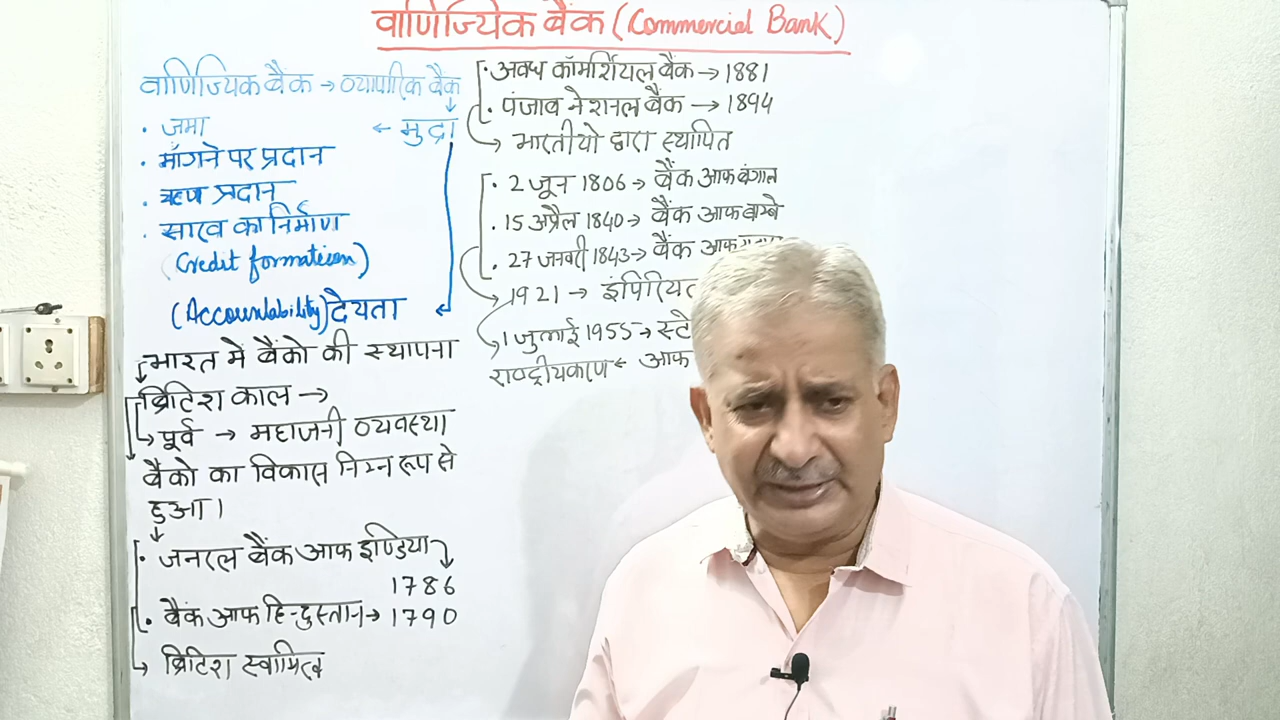 वाणिज्यिक बैंक (Commercial Bank)
वाणिज्यिक बैंक → व्यापारिक बैंक
· जमा ← मुद्रा
· माँगने पर प्रदान
· ऋण प्रदान
· साख का निर्माण
(Credit formation)
(Accountability) देयता
भारत मे बैंको की स्थापना
ब्रिटिश काल →
पूर्व → महाजनी व्यवस्था
बैंको का विकास निम्न रूप से
हुआ।
· जनरल बैंक आफ इण्डिया
1786
· बैंक आफ हिन्दुस्तान → 1790
ब्रिटिश स्वामित्व
· अवध कॉमर्शियल बैंक → 1881
· पंजाब नेशनल बैंक → 1894
→ भारतीयो द्वारा स्थापित
· 2 जून 1806 → बैंक आफ बंगाल
· 15 अप्रैल 1840 → बैंक आफ बाम्बे
· 27 जनवरी 1843 → बैंक आफ
1921 →
1 जुलाई 1955 →
राष्ट्रीयकरण ← आफ